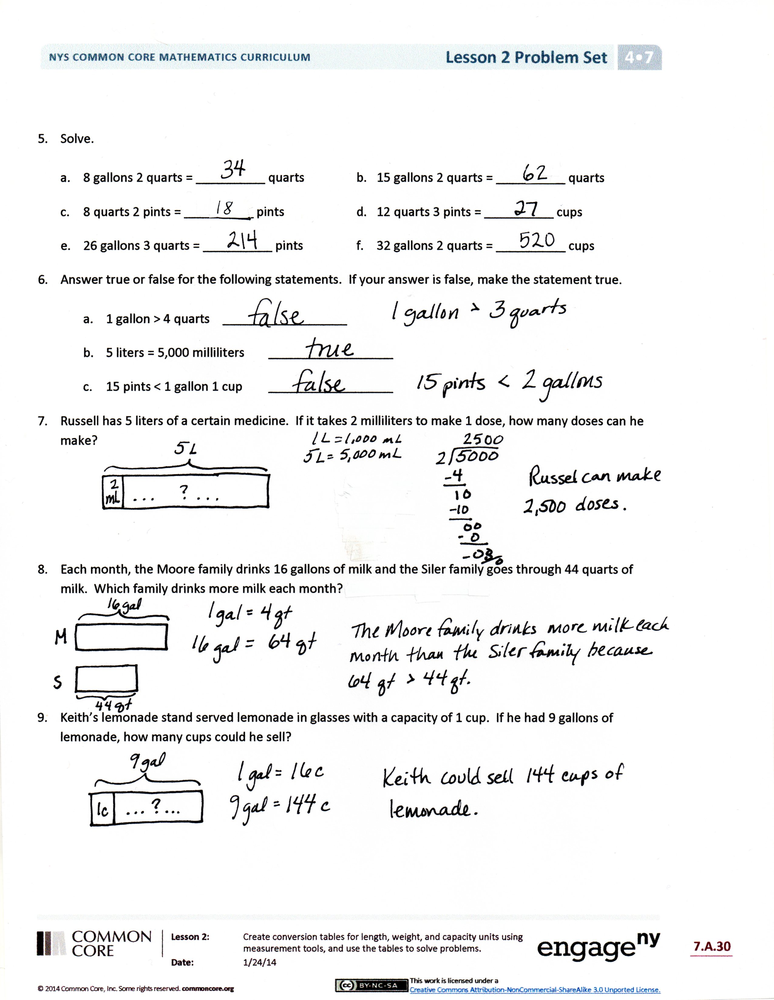 NYS COMMON CORE MATHEMATICS CURRICULUM Lesson 2 Problem Set 4•7
5. Solve.
a. 8 gallons 2 quarts = 34 quarts b. 15 gallons 2 quarts = 62 quarts
c. 8 quarts 2 pints = 18 pints d. 12 quarts 3 pints = 27 cups
e. 26 gallons 3 quarts = 214 pints f. 32 gallons 2 quarts = 520 cups
6. Answer true or false for the following statements. If your answer is false, make the statement true.
a. 1 gallon > 4 quarts false 1 gallon > 3 quarts
b. 5 liters = 5,000 milliliters true
c. 15 pints < 1 gallon 1 cup false 15 pints < 2 gallons
7. Russell has 5 liters of a certain medicine. If it takes 2 milliliters to make 1 dose, how many doses can he
make?
5L
2 mL ... ? ...
1L = 1,000 mL
5L = 5,000 mL
2500
2)5000
-4
10
-10
00
-0
Russel can make
2,500 doses.
8. Each month, the Moore family drinks 16 gallons of milk and the Siler family goes through 44 quarts of
milk. Which family drinks more milk each month?
16 gal
M
S
44 qt
1 gal = 4 qt
16 gal = 64 qt
The Moore family drinks more milk each
month than the Siler family because
64 qt > 44 qt.
9. Keith's lemonade stand served lemonade in glasses with a capacity of 1 cup. If he had 9 gallons of
lemonade, how many cups could he sell?
9 gal
1c ... ? ...
1 gal = 16 c
9 gal = 144 c
Keith could sell 144 cups of
lemonade.
COMMON
CORE
Lesson 2: Create conversion tables for length, weight, and capacity units using
measurement tools, and use the tables to solve problems.
Date: 1/24/14
engage ny
7.A.30
© 2014 Common Core, Inc. Some rights reserved. commoncore.org
cc BY-NC-SA
This work is licensed under a
Creative Commons Attribution-NonCommercial-ShareAlike 3.0 Unported License.